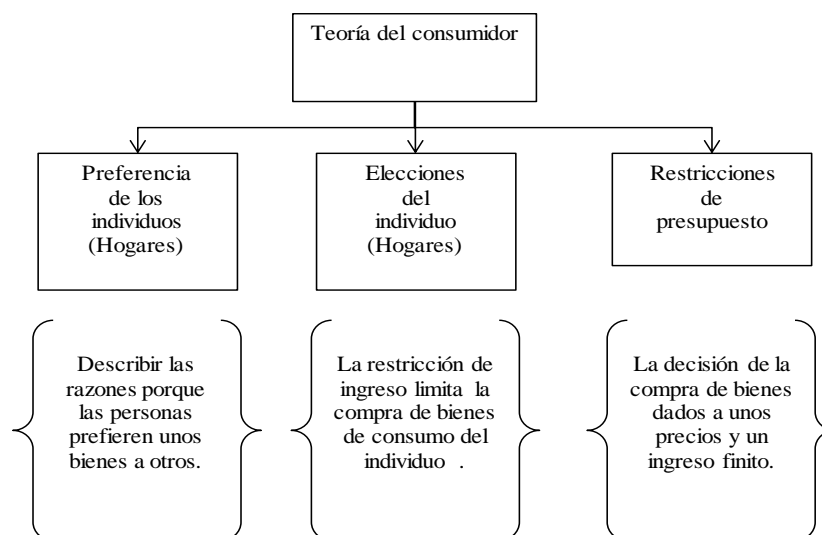 Teoría del consumidor
Preferencia
de los
individuos
(Hogares)
Elecciones
del
individuo
(Hogares)
Restricciones
de
presupuesto
Describir las
razones porque
las personas
prefieren unos
bienes a otros.
La restricción de
ingreso limita la
compra de bienes
de consumo del
individuo .
La decisión de la
compra de bienes
dados a unos
precios y un
ingreso finito.